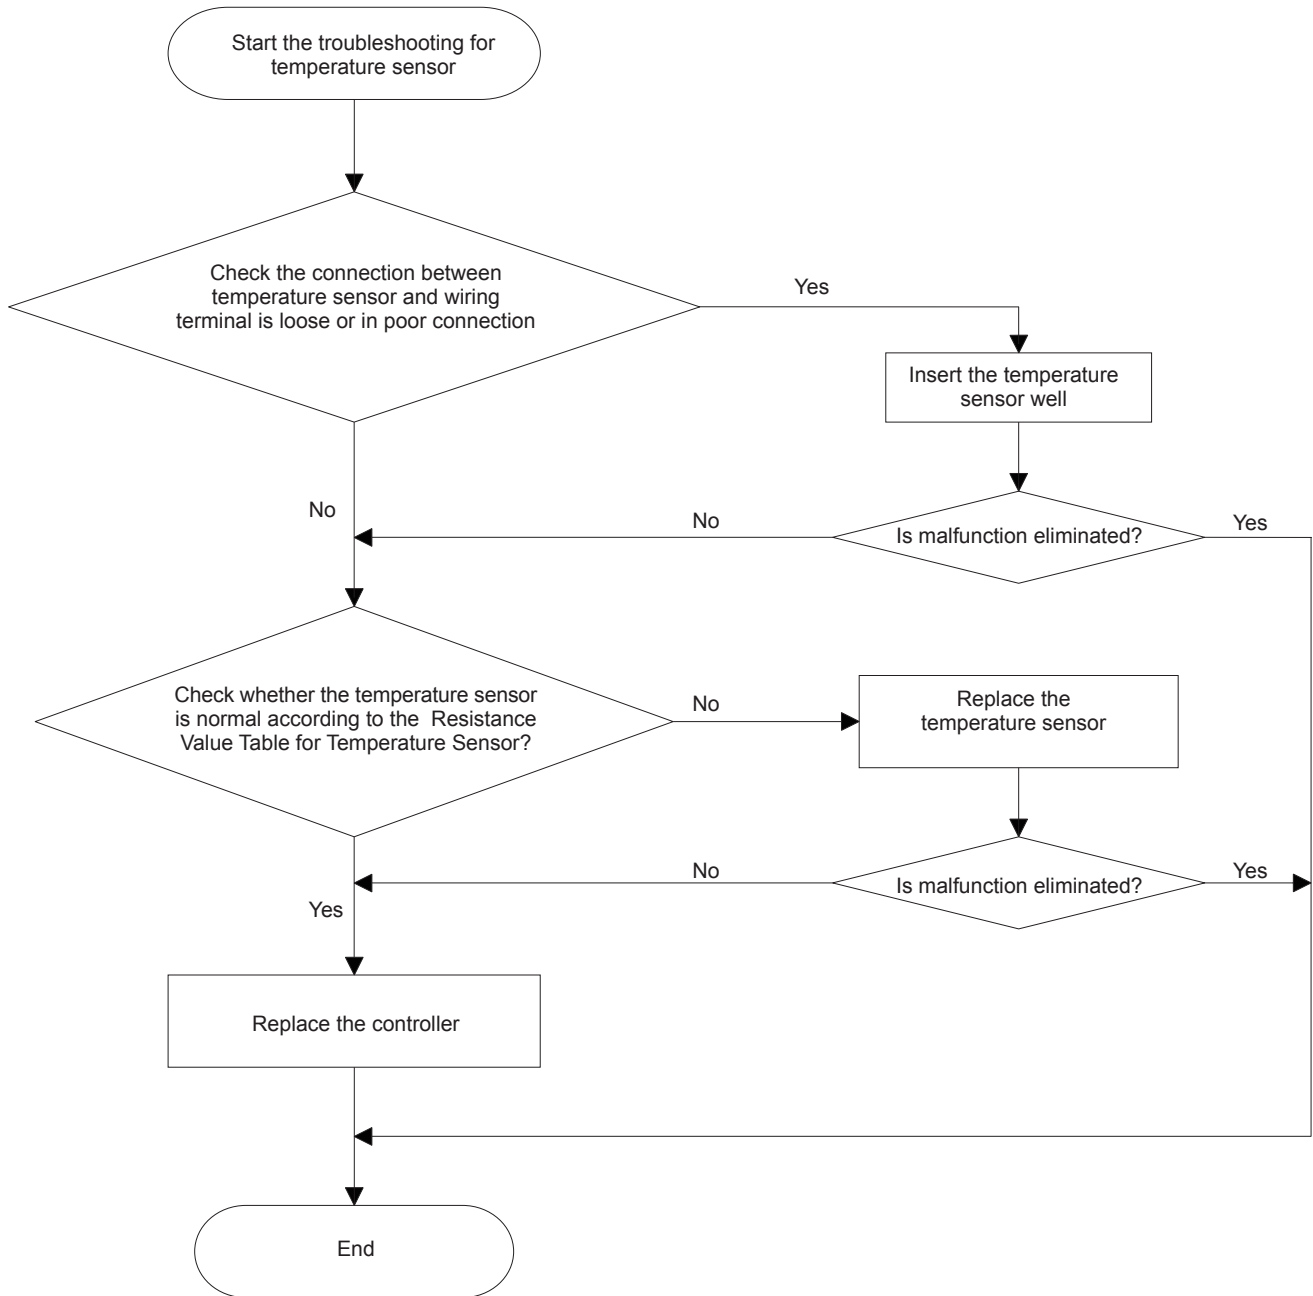 Start the troubleshooting for
temperature sensor
Check the connection between
temperature sensor and wiring
terminal is loose or in poor connection
Yes
Insert the temperature
sensor well
No
No
Is malfunction eliminated?
Yes
Check whether the temperature sensor
is normal according to the Resistance
Value Table for Temperature Sensor?
No
Replace the
temperature sensor
No
Is malfunction eliminated?
Yes
Yes
Replace the controller
End